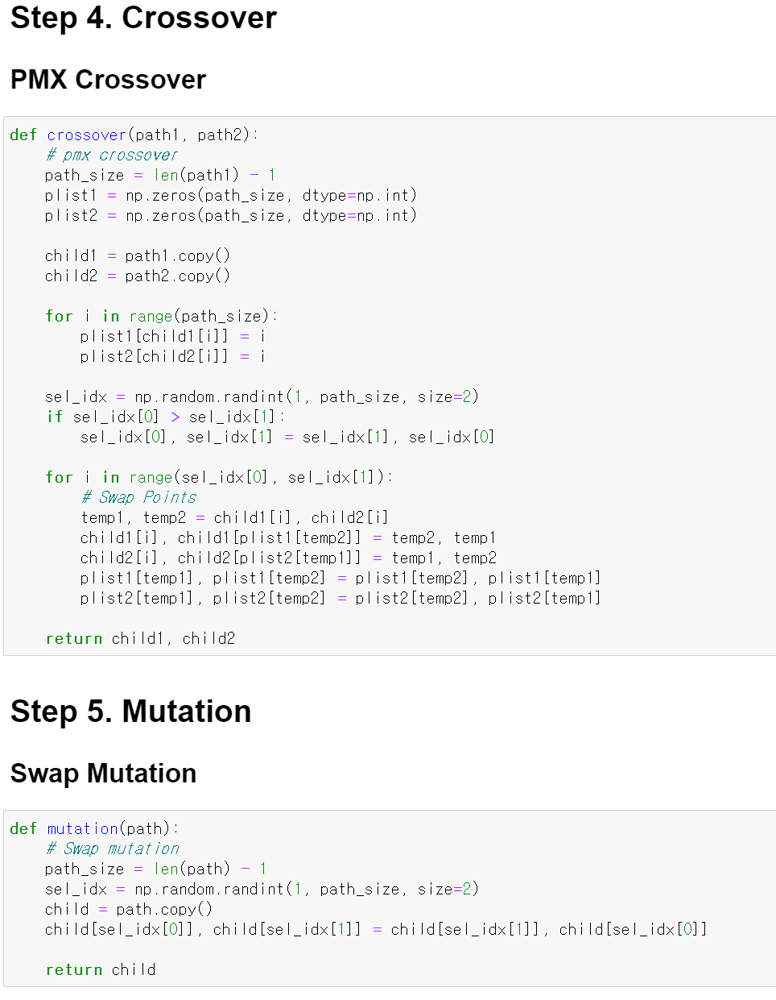 Step 4. Crossover
PMX Crossover
def crossover(path1, path2):
    # pmx crossover
    path_size = len(path1) - 1
    plist1 = np.zeros(path_size, dtype=np.int)
    plist2 = np.zeros(path_size, dtype=np.int)
    child1 = path1.copy()
    child2 = path2.copy()
    for i in range(path_size):
        plist1[child1[i]] = i
        plist2[child2[i]] = i
    sel_idx = np.random.randint(1, path_size, size=2)
    if sel_idx[0] > sel_idx[1]:
        sel_idx[0], sel_idx[1] = sel_idx[1], sel_idx[0]
    for i in range(sel_idx[0], sel_idx[1]):
        # Swap Points
        temp1, temp2 = child1[i], child2[i]
        child1[i], child1[plist1[temp2]] = temp2, temp1
        child2[i], child2[plist2[temp1]] = temp1, temp2
        plist1[temp1], plist1[temp2] = plist1[temp2], plist1[temp1]
        plist2[temp1], plist2[temp2] = plist2[temp2], plist2[temp1]
    return child1, child2
Step 5. Mutation
Swap Mutation
def mutation(path):
    # Swap mutation
    path_size = len(path) - 1
    sel_idx = np.random.randint(1, path_size, size=2)
    child = path.copy()
    child[sel_idx[0]], child[sel_idx[1]] = child[sel_idx[1]], child[sel_idx[0]]
    return child